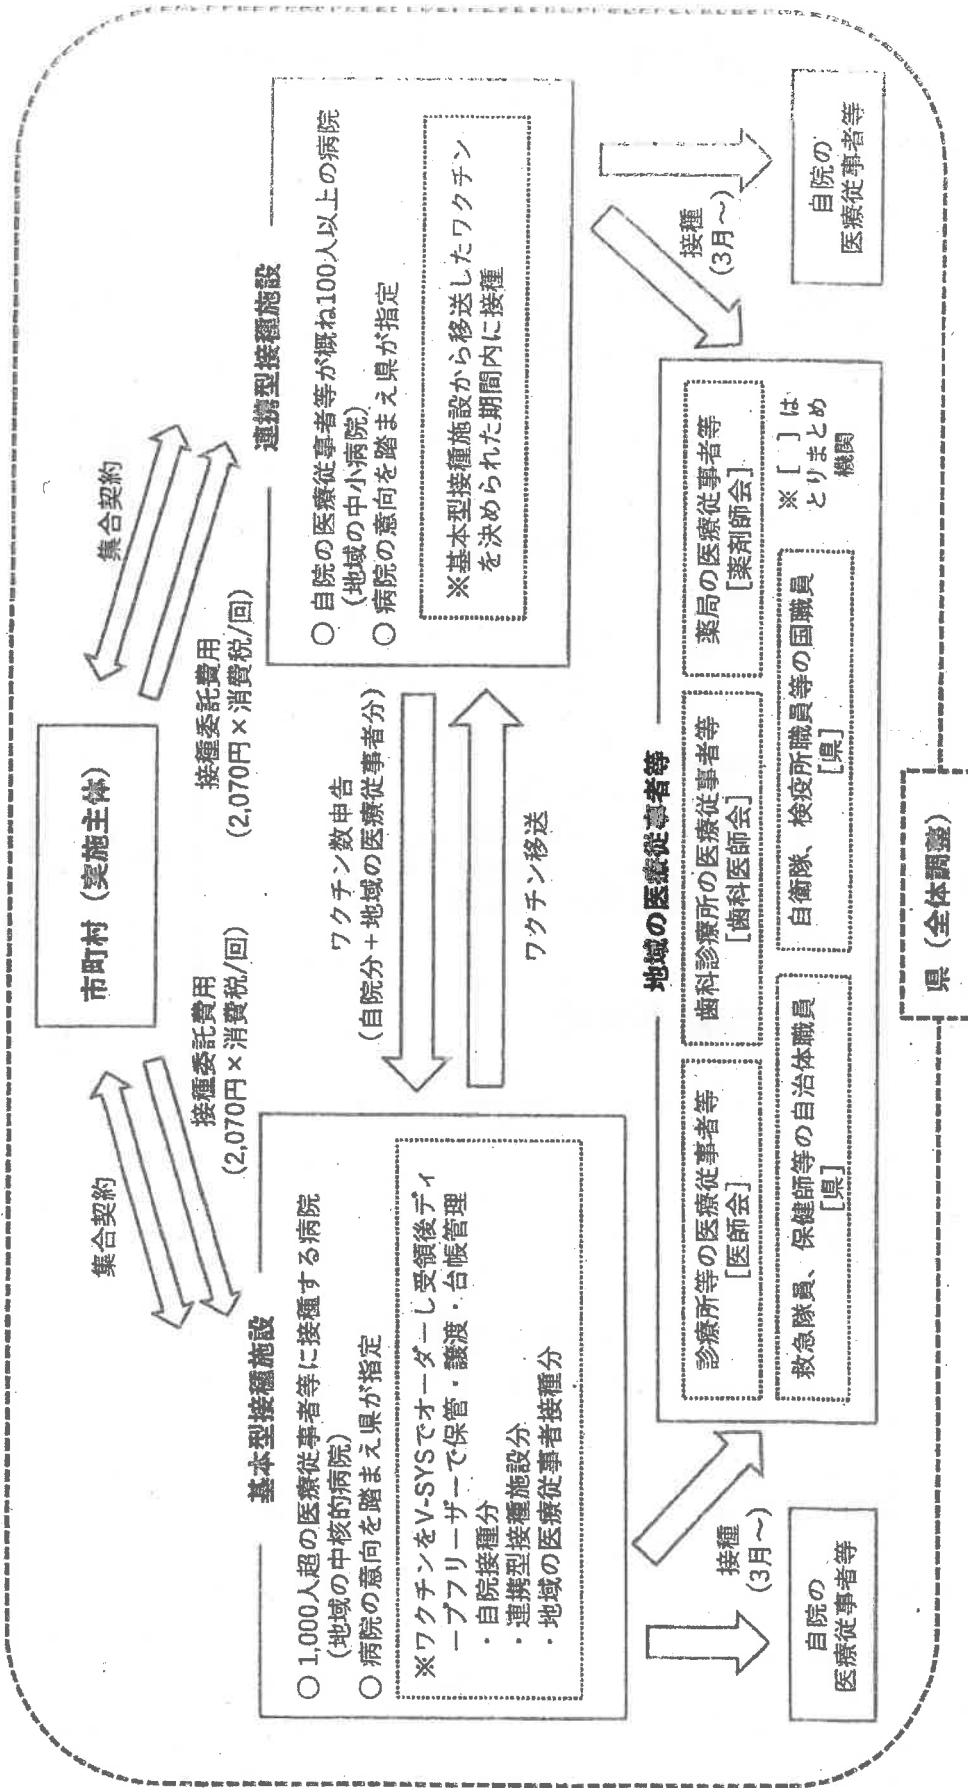 市町村（実施主体）
集合契約
接種委託費用
（2,070円×消費税/回）
集合契約
接種委託費用
（2,070円×消費税/回）
基本型接種施設
○ 1,000人超の医療従事者等に接種する病院
（地域の中核的病院）
○ 病院の意向を踏まえ県が指定
※ワクチンをV-SYSでオーダーし受領後ディ
ープフリーザーで保管・譲渡・台帳管理
・自院接種分
・連携型接種施設分
・地域の医療従事者接種分
ワクチン数申告
（自院分＋地域の医療従事者分）
ワクチン移送
連携型接種施設
○ 自院の医療従事者等が概ね100人以上の病院
（地域の中小病院）
○ 病院の意向を踏まえ県が指定
※基本型接種施設から移送したワクチン
を決められた期間内に接種
接種
（3月～）
自院の
医療従事者等
地域の医療従事者等
診療所等の医療従事者等
［医師会］
歯科診療所の医療従事者等
［歯科医師会］
薬局の医療従事者等
［薬剤師会］
救急隊員、保健師等の自治体職員
［県］
自衛隊、検疫所職員等の国職員
［県］
※［ ］は
とりまとめ
機関
接種
（3月～）
自院の
医療従事者等
県（全体調整）